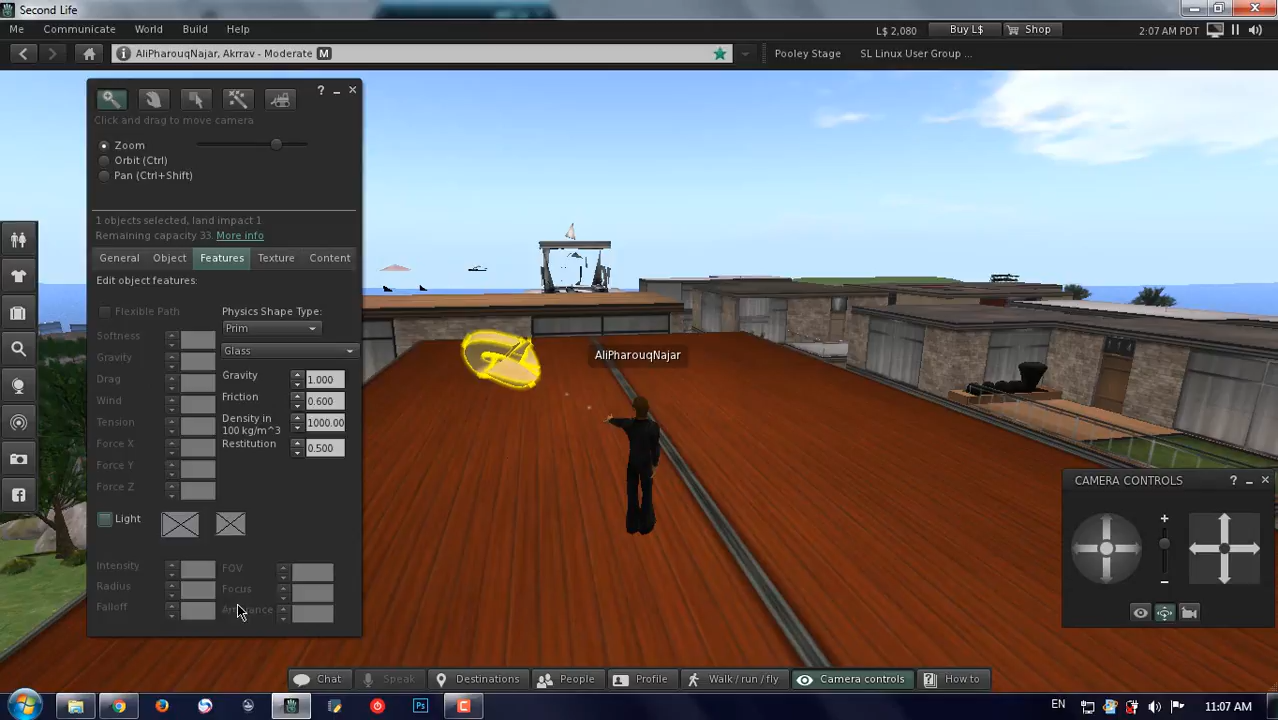 Second Life
Me Communicate World Build Help
L$ 2,080 Buy L$ Shop 2:07 AM PDT
AliPharouqNajar, Akrrav - Moderate M
Pooley Stage SL Linux User Group ...
Click and drag to move camera
Zoom
Orbit (Ctrl)
Pan (Ctrl+Shift)
1 objects selected, land impact 1
Remaining capacity 33. More info
General Object Features Texture Content
Edit object features:
Flexible Path
Softness
Gravity
Drag
Wind
Tension
Force X
Force Y
Force Z
Physics Shape Type:
Prim
Glass
Gravity 1.000
Friction 0.600
Density in
100 kg/m^3 1000.00
Restitution 0.500
Light
Intensity FOV
Radius Focus
Falloff
AliPharouqNajar
CAMERA CONTROLS
Chat Speak Destinations People Profile Walk / run / fly Camera controls How to
Ps
EN 11:07 AM